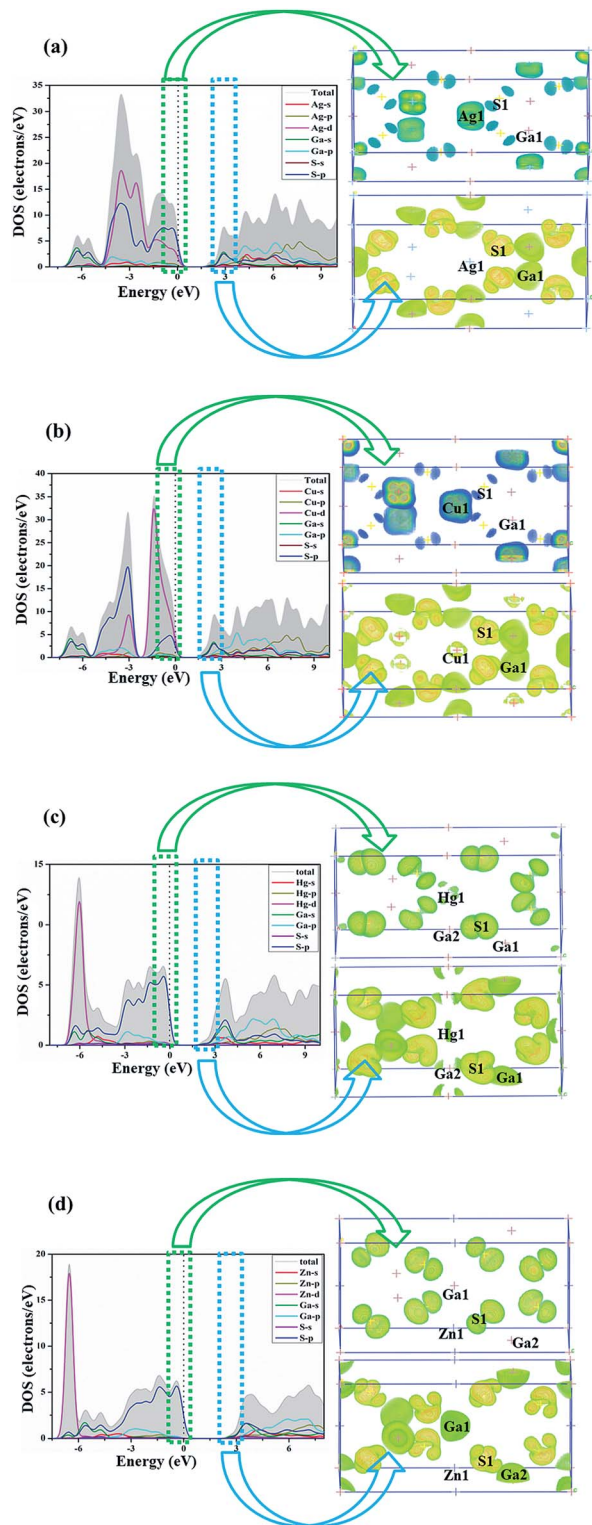 (a)
DOS (electrons/eV)
35
30
25
20
15
10
5
0
Total
Ag-s
Ag-p
Ag-d
Ga-s
Ga-p
S-s
S-p
-6 -3 0 3 6 9
Energy (eV)
S1
Ag1
Ga1
S1
Ag1
Ga1
(b)
DOS (electrons/eV)
40
35
30
25
20
15
10
5
0
Total
Cu-s
Cu-p
Cu-d
Ga-s
Ga-p
S-s
S-p
-6 -3 0 3 6 9
Energy (eV)
S1
Cu1
Ga1
S1
Cu1
Ga1
(c)
DOS (electrons/eV)
15
0
5
0
total
Hg-s
Hg-p
Hg-d
Ga-s
Ga-p
S-s
S-p
-6 -3 0 3 6 9
Energy (eV)
Hg1
S1
Ga2
Ga1
Hg1
Ga2 S1 Ga1
(d)
DOS (electrons/eV)
20
15
10
5
0
total
Zn-s
Zn-p
Zn-d
Ga-s
Ga-p
S-s
S-p
-6 -3 0 3 6
Energy (eV)
Ga1
S1
Zn1
Ga2
Ga1
S1
Zn1 Ga2